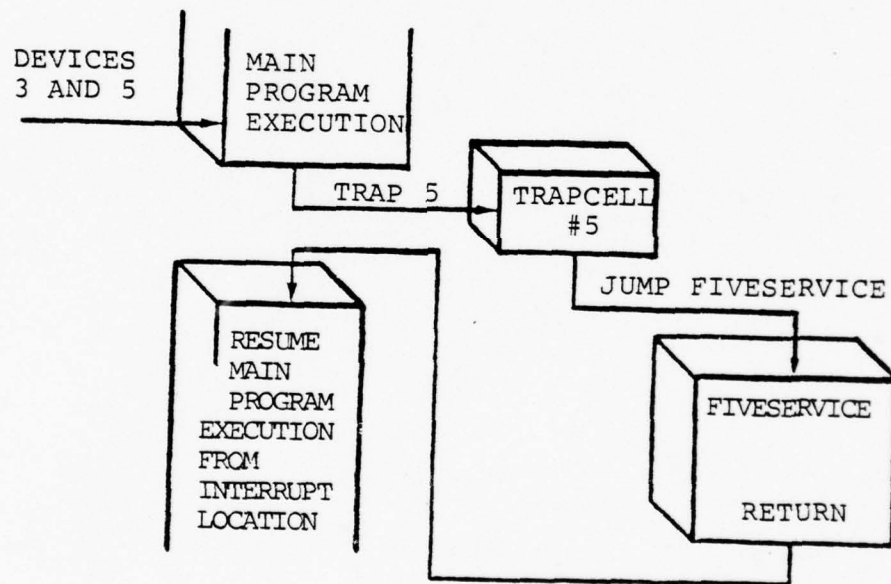 DEVICES
3 AND 5
MAIN
PROGRAM
EXECUTION
TRAP 5
TRAPCELL
#5
JUMP FIVESERVICE
RESUME
MAIN
PROGRAM
EXECUTION
FROM
INTERRUPT
LOCATION
FIVESERVICE
RETURN